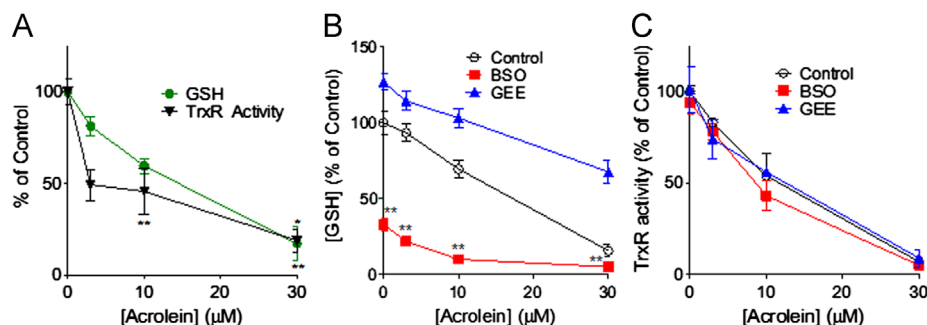 A
% of Control
100
50
0
GSH
TrxR Activity
**
*
**
0
10
20
30
[Acrolein] (μM)
B
[GSH] (% of Control)
150
100
50
0
Control
BSO
GEE
**
**
**
**
0
10
20
30
[Acrolein] (μM)
C
TrxR activity (% of Control)
100
50
0
Control
BSO
GEE
0
10
20
30
[Acrolein] (μM)